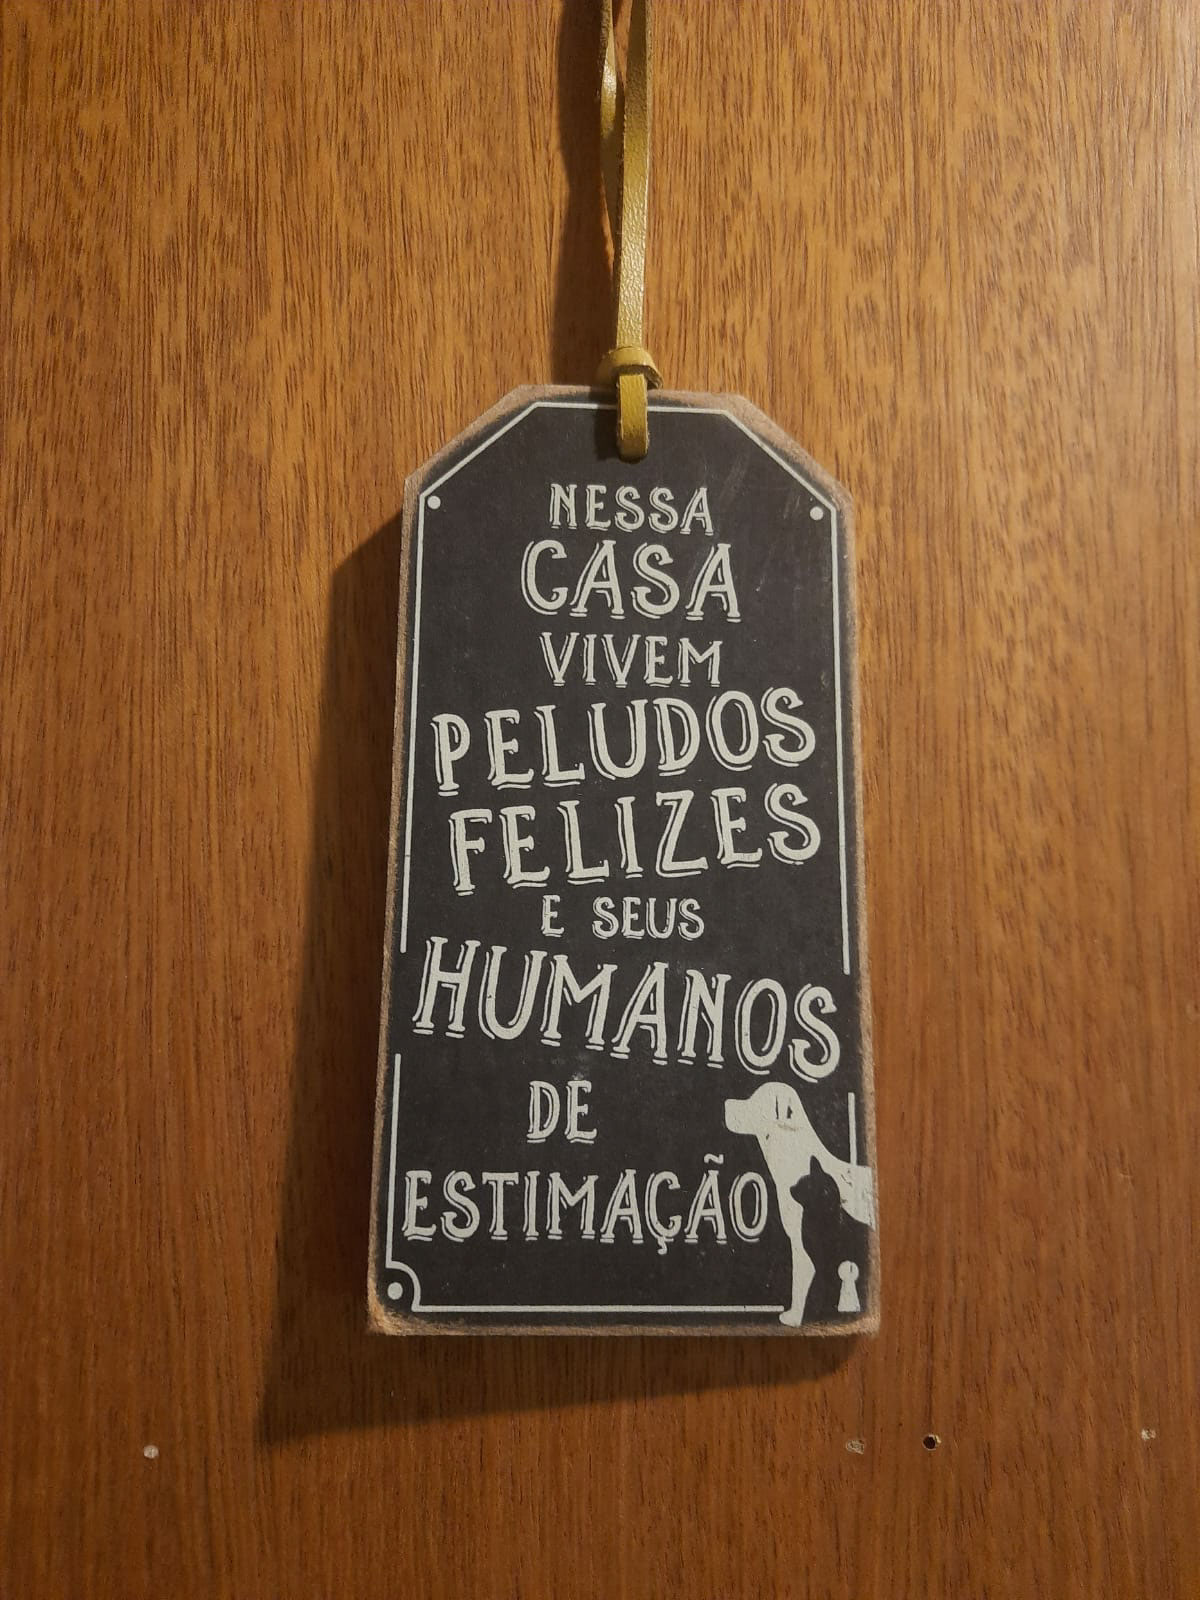 NESSA
CASA
VIVEM
PELUDOS
FELIZES
E SEUS
HUMANOS
DE
ESTIMAÇÃO